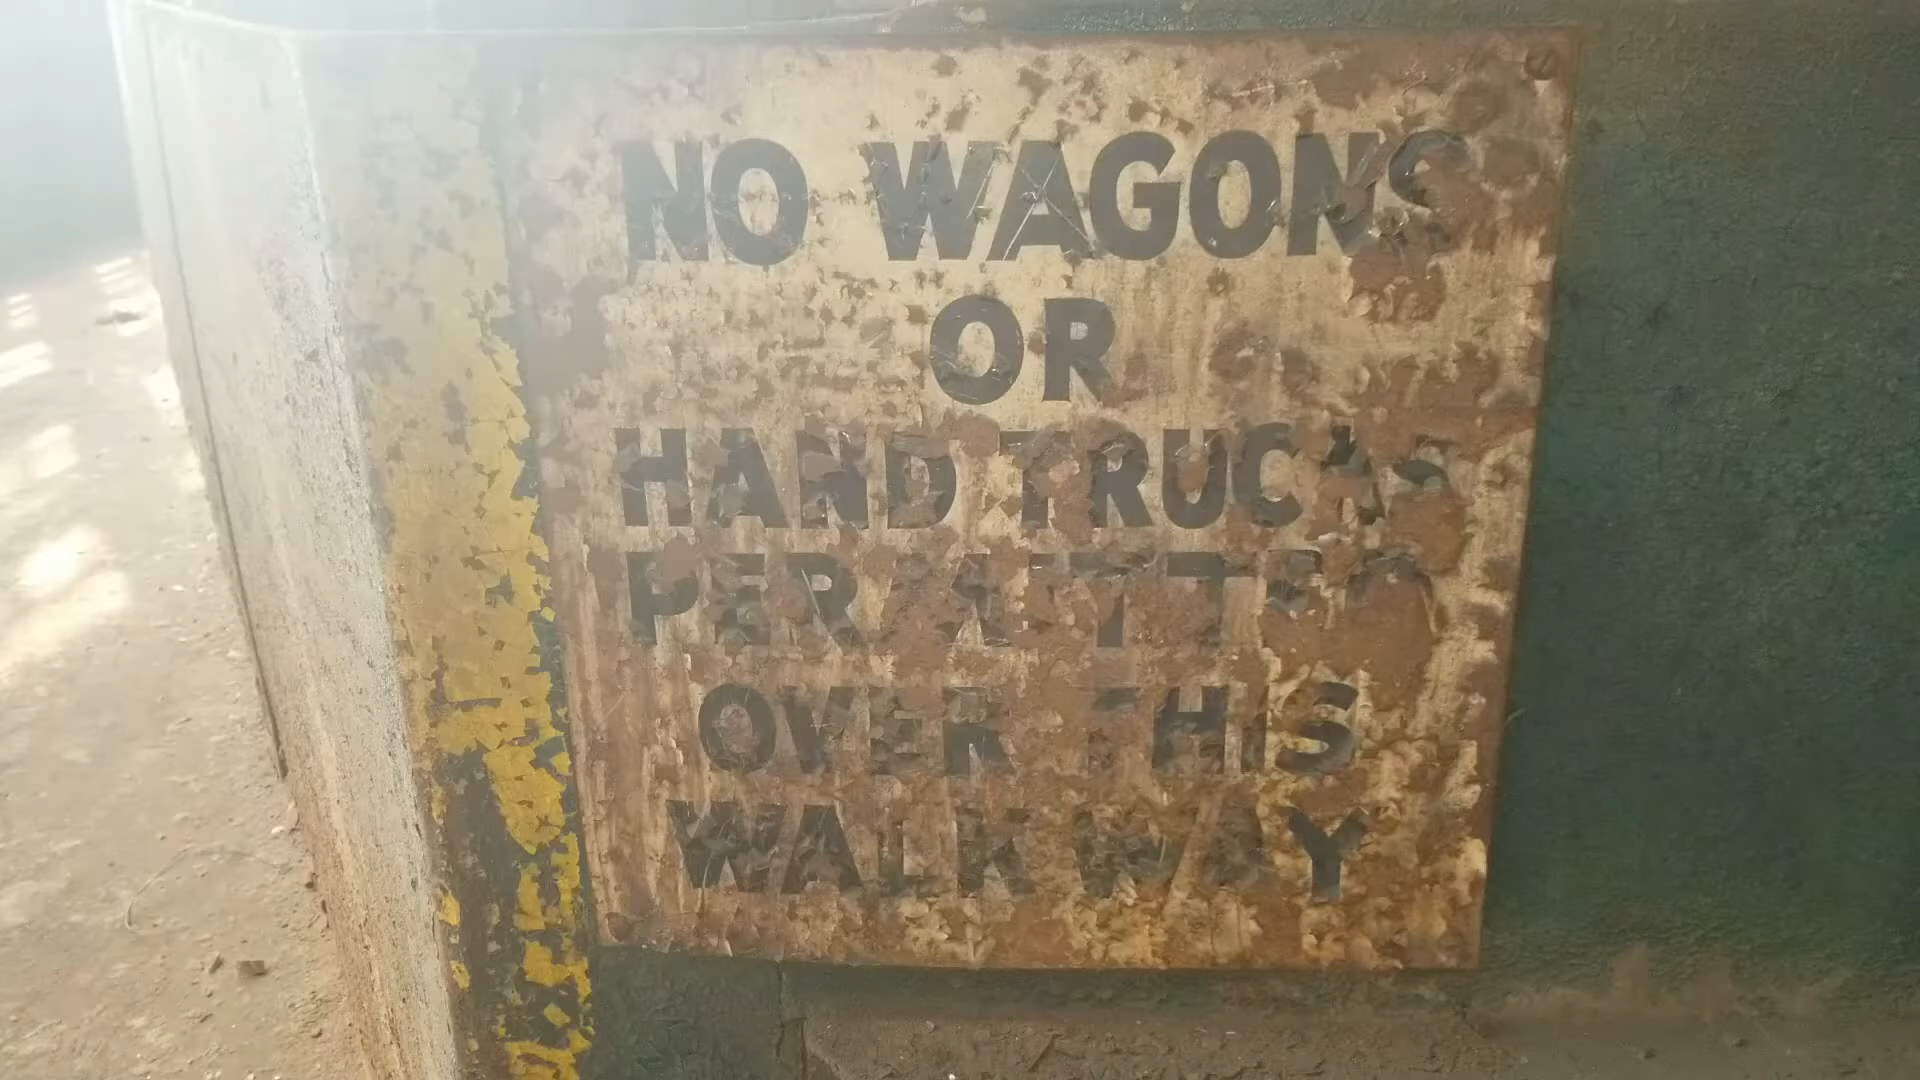 NO WAGONS
OR
HAND TRUCKS
PERMITTED
OVER THIS
WALKWAY